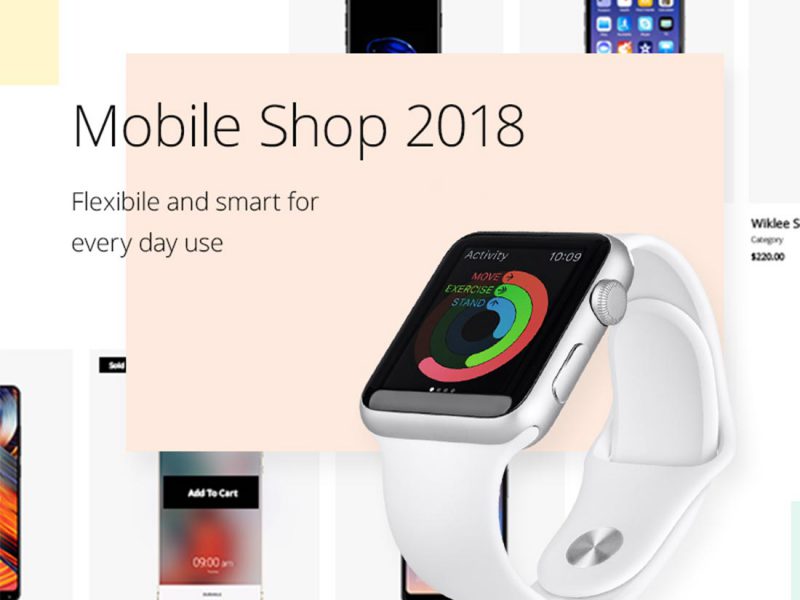 Mobile Shop 2018
Flexibile and smart for
every day use
Wiklee S
Category
$220.00
Activity 10:09
MOVE
EXERCISE
STAND
Sold
Add To Cart
09:00 am